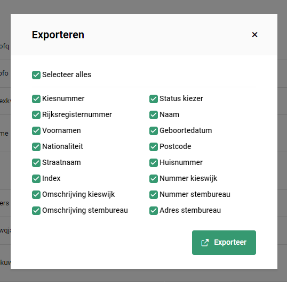 Exporteren
Selecteer alles
Kiesnummer
Status kiezer
Rijksregisternummer
Naam
Voornamen
Geboortedatum
Nationaliteit
Postcode
Straatnaam
Huisnummer
Index
Nummer kieswijk
Omschrijving kieswijk
Nummer stembureau
Omschrijving stembureau
Adres stembureau
Exporteer